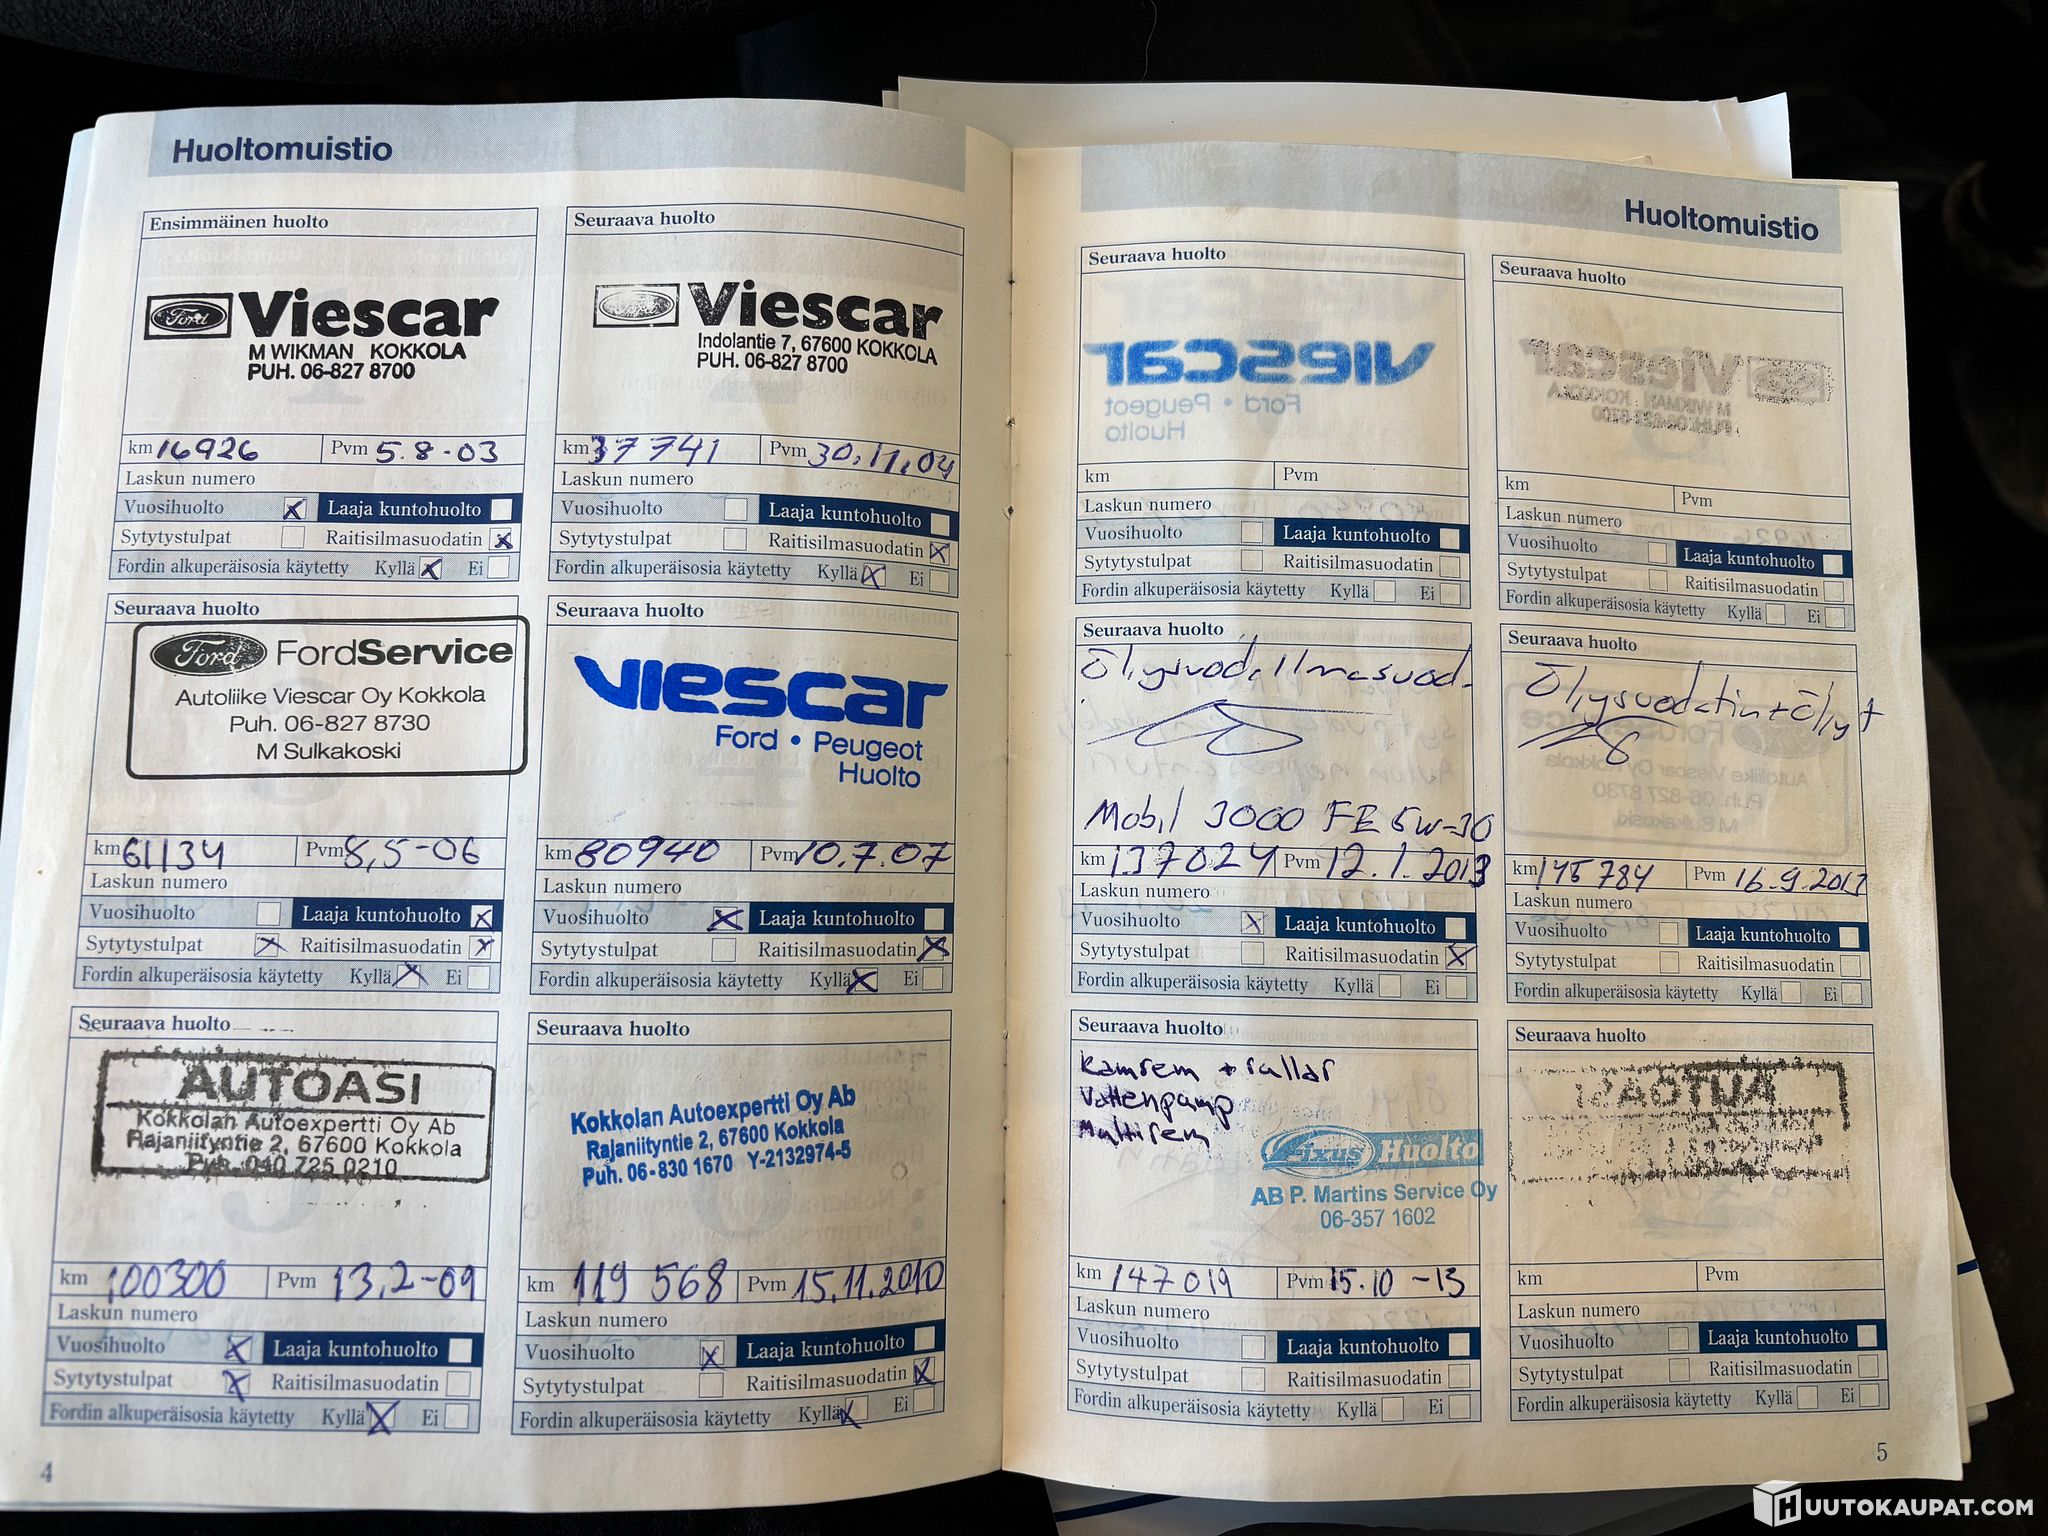 Huoltomuistio
Ensimmäinen huolto
Ford Viescar
M WIKMAN KOKKOLA
PUH. 06-827 8700
km 16926 Pvm 5.8-03
Laskun numero
Vuosihuolto Laaja kuntohuolto
Sytytystulpat Raitisilmasuodatin
Fordin alkuperäisosia käytetty Kyllä Ei
Seuraava huolto
Viescar
Indolantie 7, 67600 KOKKOLA
PUH. 06-827 8700
km 37741 Pvm 30.11.04
Laskun numero
Vuosihuolto Laaja kuntohuolto
Sytytystulpat Raitisilmasuodatin
Fordin alkuperäisosia käytetty Kyllä Ei
Seuraava huolto
Ford FordService
Autoliike Viescar Oy Kokkola
Puh. 06-827 8730
M Sulkakoski
km 61134 Pvm 8,5-06
Laskun numero
Vuosihuolto Laaja kuntohuolto
Sytytystulpat Raitisilmasuodatin
Fordin alkuperäisosia käytetty Kyllä Ei
Seuraava huolto
viescar
Ford • Peugeot
Huolto
km 80940 Pvm 10.7.07
Laskun numero
Vuosihuolto Laaja kuntohuolto
Sytytystulpat Raitisilmasuodatin
Fordin alkuperäisosia käytetty Kyllä Ei
Seuraava huolto
AUTOASI
Kokkolan Autoexpertti Oy Ab
Rajaniityntie 2, 67600 Kokkola
Puh. 040 725 0210
km 100300 Pvm 13,2-09
Laskun numero
Vuosihuolto Laaja kuntohuolto
Sytytystulpat Raitisilmasuodatin
Fordin alkuperäisosia käytetty Kyllä Ei
Seuraava huolto
Kokkolan Autoexpertti Oy Ab
Rajaniityntie 2, 67600 Kokkola
Puh. 06-830 1670 Y-2132974-5
km 119 568 Pvm 15.11.2010
Laskun numero
Vuosihuolto Laaja kuntohuolto
Sytytystulpat Raitisilmasuodatin
Fordin alkuperäisosia käytetty Kyllä Ei
4
Huoltomuistio
Seuraava huolto
km Pvm
Laskun numero
Vuosihuolto Laaja kuntohuolto
Sytytystulpat Raitisilmasuodatin
Fordin alkuperäisosia käytetty Kyllä Ei
Seuraava huolto
km Pvm
Laskun numero
Vuosihuolto Laaja kuntohuolto
Sytytystulpat Raitisilmasuodatin
Fordin alkuperäisosia käytetty Kyllä Ei
Seuraava huolto
Öljysuod. Ilmasuod.
Mobil 3000 FE 5W-30
km 137024 Pvm 12.1.2013
Laskun numero
Vuosihuolto Laaja kuntohuolto
Sytytystulpat Raitisilmasuodatin
Fordin alkuperäisosia käytetty Kyllä Ei
Seuraava huolto
Öljysuodatin + Öljyt
km 145784 Pvm 16.9.2013
Laskun numero
Vuosihuolto Laaja kuntohuolto
Sytytystulpat Raitisilmasuodatin
Fordin alkuperäisosia käytetty Kyllä Ei
Seuraava huolto
Kamrem + rullar
Vattenpump
Multirem
Fixus Huolto
AB P. Martins Service Oy
06-357 1602
km 147019 Pvm 15.10-13
Laskun numero
Vuosihuolto Laaja kuntohuolto
Sytytystulpat Raitisilmasuodatin
Fordin alkuperäisosia käytetty Kyllä Ei
Seuraava huolto
km Pvm
Laskun numero
Vuosihuolto Laaja kuntohuolto
Sytytystulpat Raitisilmasuodatin
Fordin alkuperäisosia käytetty Kyllä Ei
5
HUUTOKAUPAT.COM